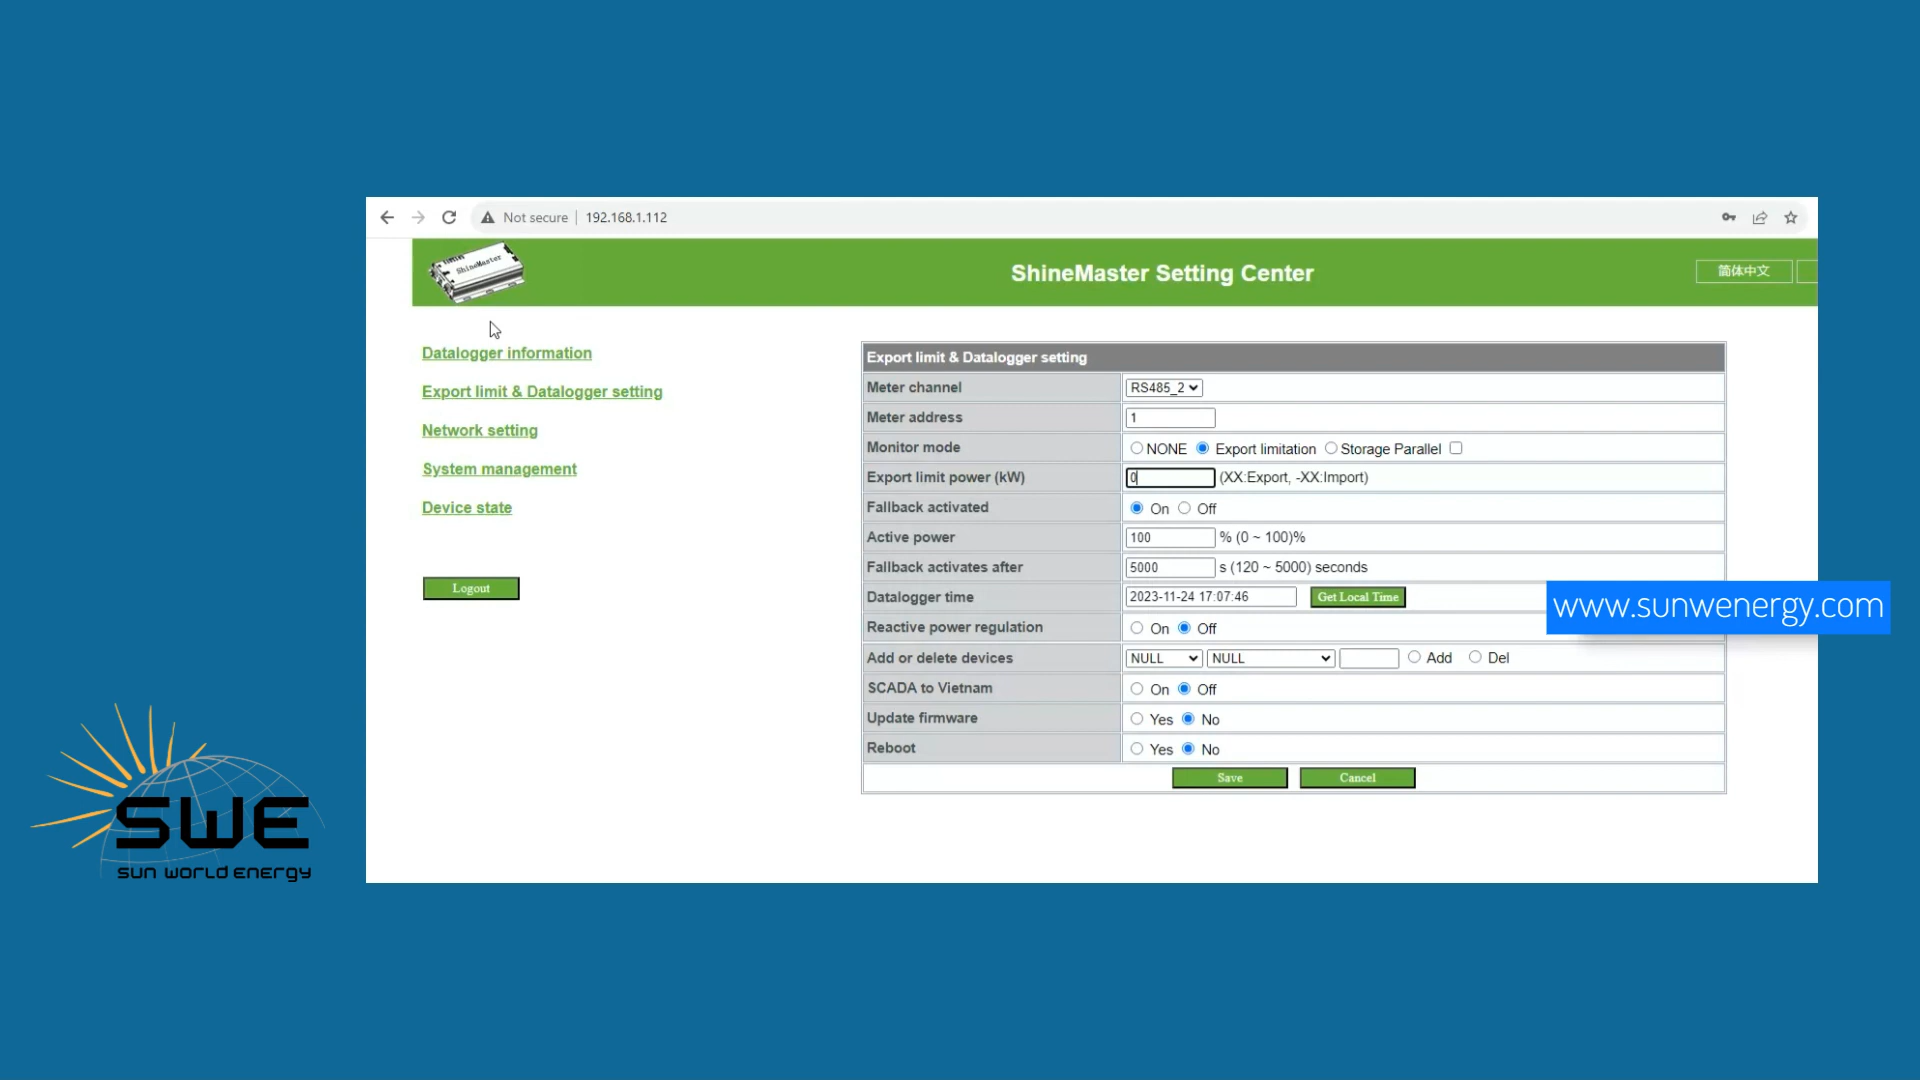 Not secure | 192.168.1.112
ShineMaster
ShineMaster Setting Center
简体中文
Datalogger information
Export limit & Datalogger setting
Network setting
System management
Device state
Logout
Export limit & Datalogger setting
Meter channel RS485_2
Meter address 1
Monitor mode NONE Export limitation Storage Parallel
Export limit power (kW) 0 (XX:Export, -XX:Import)
Fallback activated On Off
Active power 100 % (0 ~ 100)%
Fallback activates after 5000 s (120 ~ 5000) seconds
Datalogger time 2023-11-24 17:07:46 Get Local Time
Reactive power regulation On Off
Add or delete devices NULL NULL Add Del
SCADA to Vietnam On Off
Update firmware Yes No
Reboot Yes No
Save Cancel
www.sunwenergy.com
SWE
sun world energy